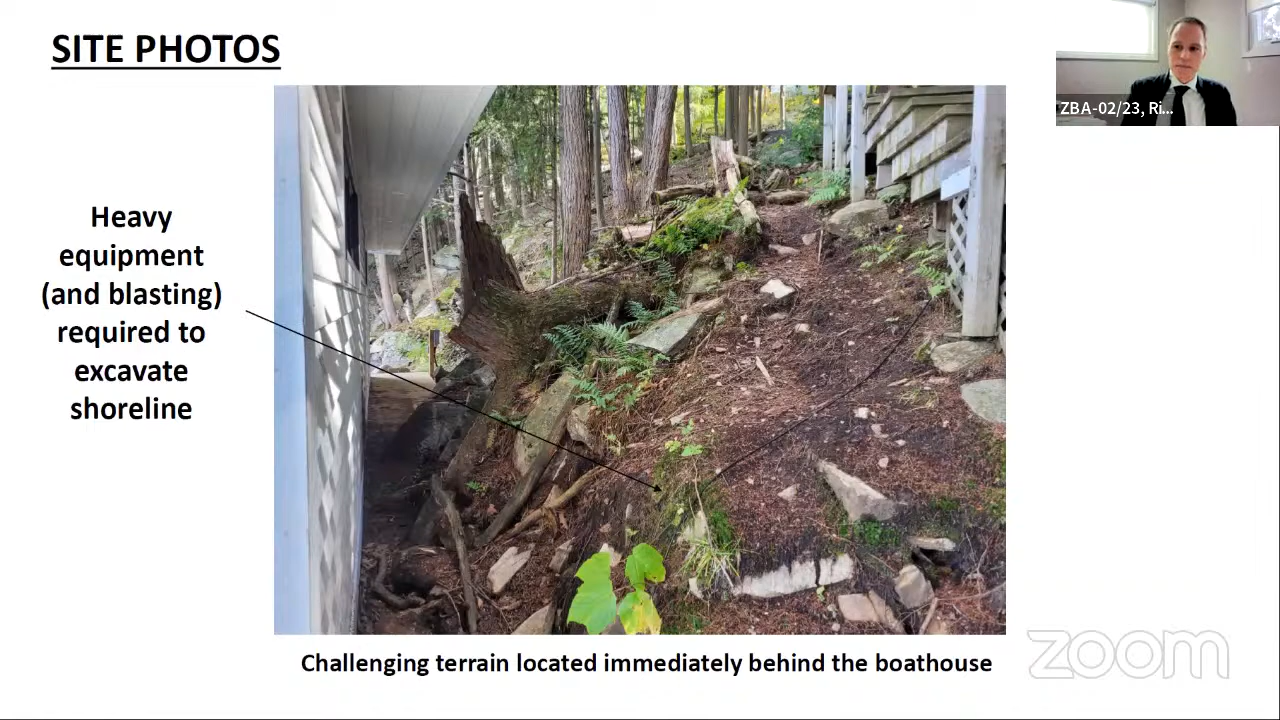 SITE PHOTOS
ZBA-02/23, Ri...
Heavy
equipment
(and blasting)
required to
excavate
shoreline
Challenging terrain located immediately behind the boathouse
zoom